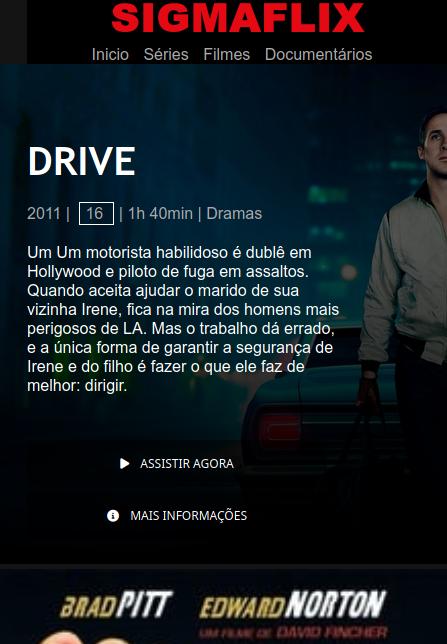 SIGMAFLIX
Inicio Séries Filmes Documentários
DRIVE
2011 | 16 | 1h 40min | Dramas
Um Um motorista habilidoso é dublê em
Hollywood e piloto de fuga em assaltos.
Quando aceita ajudar o marido de sua
vizinha Irene, fica na mira dos homens mais
perigosos de LA. Mas o trabalho dá errado,
e a única forma de garantir a segurança de
Irene e do filho é fazer o que ele faz de
melhor: dirigir.
ASSISTIR AGORA
MAIS INFORMAÇÕES
BRAD PITT EDWARD NORTON
UM FILME DE DAVID FINCHER